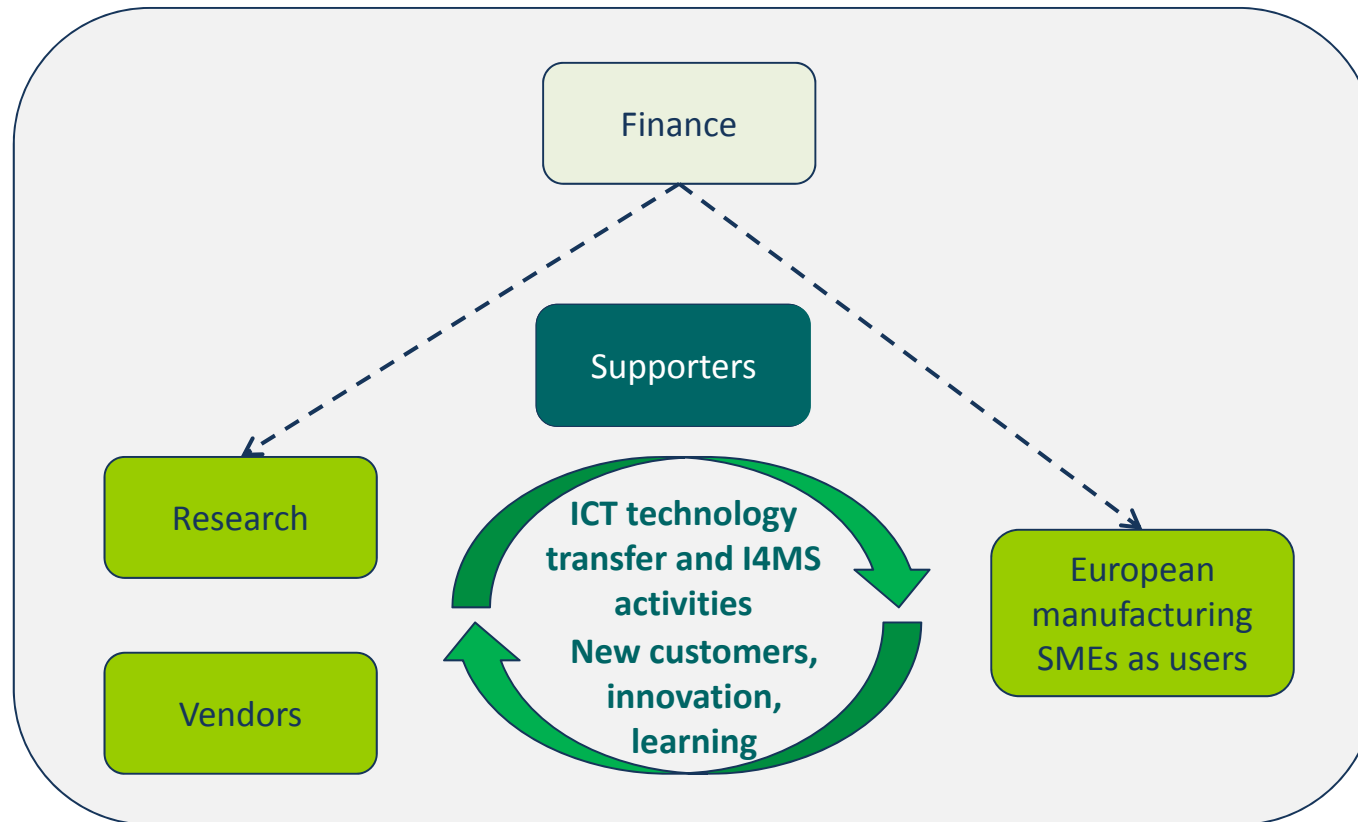 Finance
Supporters
Research
ICT technology
transfer and I4MS
activities
European
manufacturing
SMEs as users
New customers,
innovation,
learning
Vendors